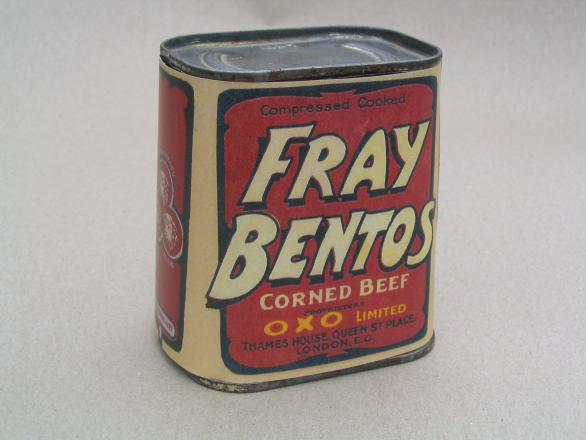 Compressed Cooked
FRAY
BENTOS
CORNED BEEF
PROPRIETORS
OXO LIMITED
THAMES HOUSE, QUEEN ST PLACE,
LONDON, E.C.